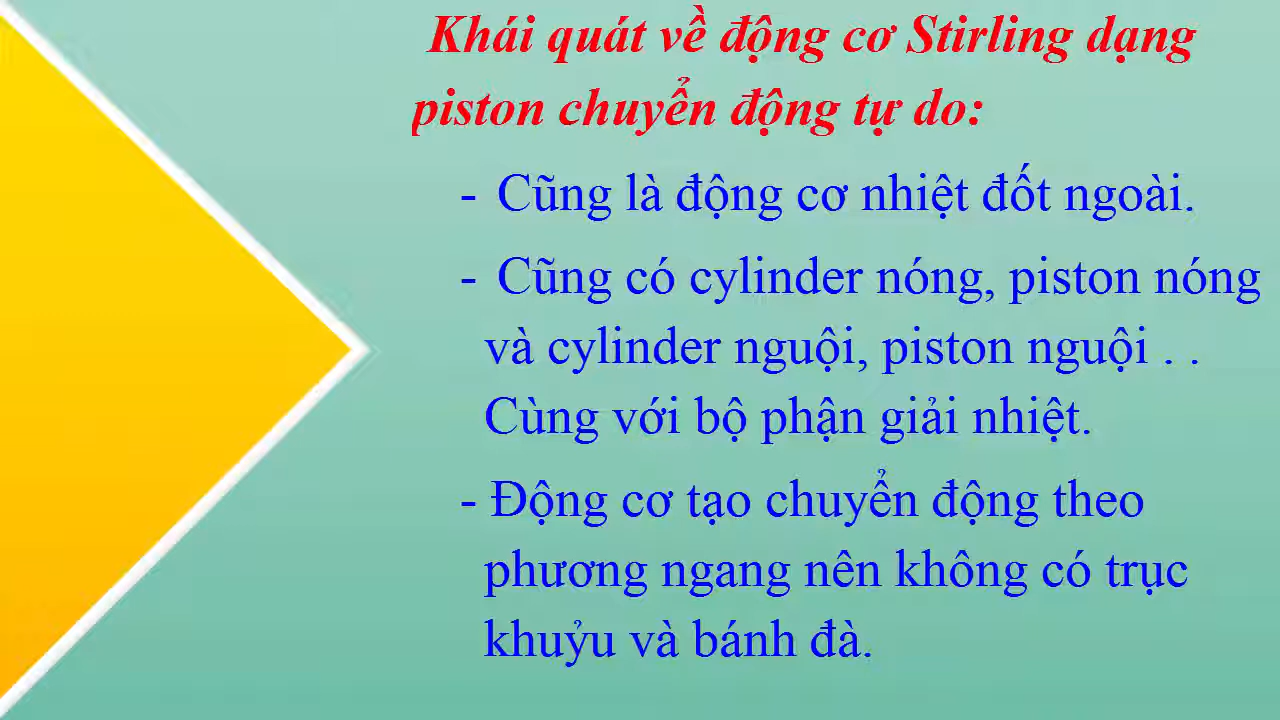 Khái quát về động cơ Stirling dạng
piston chuyển động tự do:
- Cũng là động cơ nhiệt đốt ngoài.
- Cũng có cylinder nóng, piston nóng
và cylinder nguội, piston nguội . .
Cùng với bộ phận giải nhiệt.
- Động cơ tạo chuyển động theo
phương ngang nên không có trục
khuỷu và bánh đà.